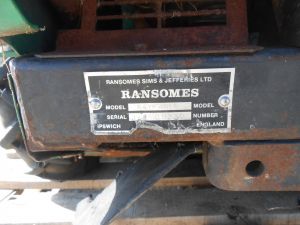 RANSOMES SIMS & JEFFERIES LTD
RANSOMES
MODEL MODEL
SERIAL NUMBER
IPSWICH ENGLAND